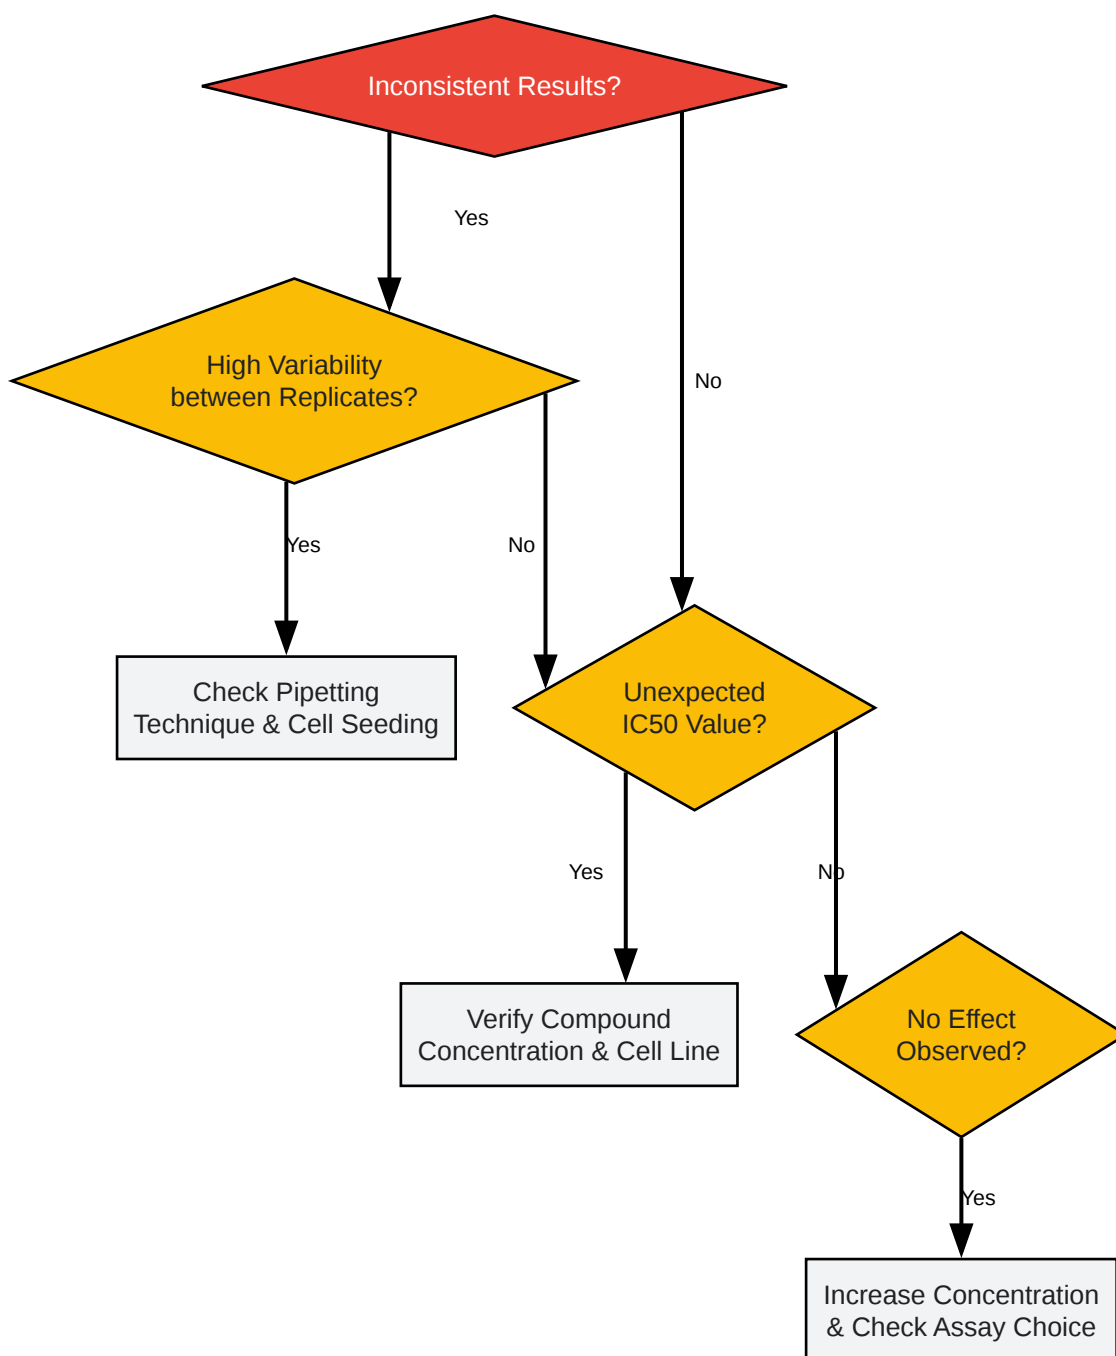 Inconsistent Results?
Yes
High Variability
between Replicates?
No
Yes
No
Check Pipetting
Technique & Cell Seeding
Unexpected
IC50 Value?
Yes
No
Verify Compound
Concentration & Cell Line
No Effect
Observed?
Yes
Increase Concentration
& Check Assay Choice